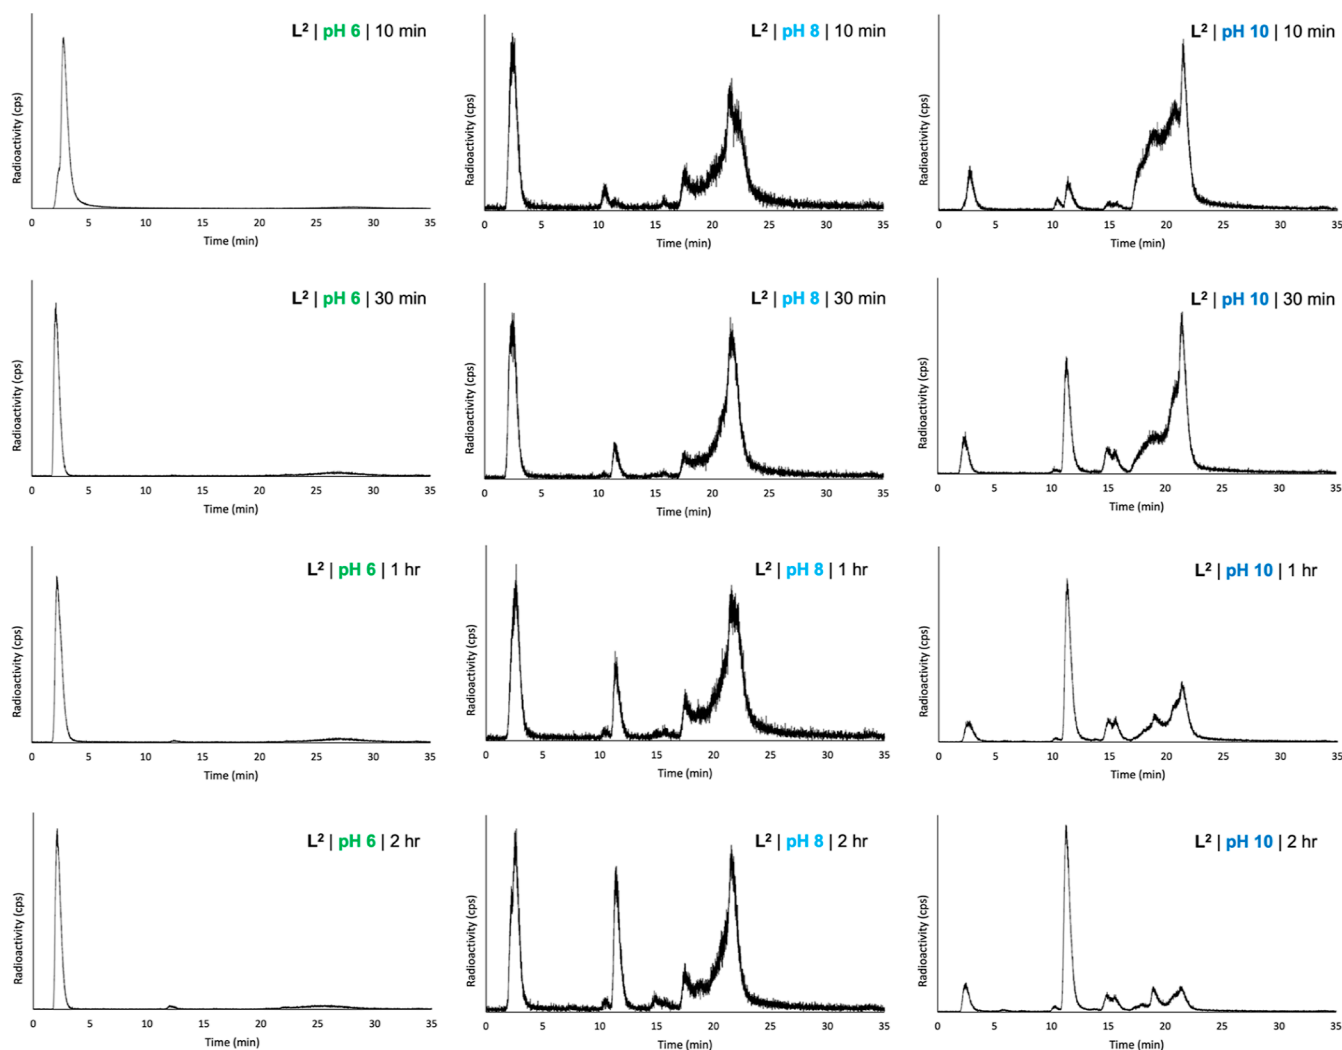 L² | pH 6 | 10 min
Radioactivity (cps)
0 5 10 15 20 25 30 35
Time (min)
L² | pH 8 | 10 min
Radioactivity (cps)
0 5 10 15 20 25 30 35
Time (min)
L² | pH 10 | 10 min
Radioactivity (cps)
0 5 10 15 20 25 30 35
Time (min)
L² | pH 6 | 30 min
Radioactivity (cps)
0 5 10 15 20 25 30 35
Time (min)
L² | pH 8 | 30 min
Radioactivity (cps)
0 5 10 15 20 25 30 35
Time (min)
L² | pH 10 | 30 min
Radioactivity (cps)
0 5 10 15 20 25 30 35
Time (min)
L² | pH 6 | 1 hr
Radioactivity (cps)
0 5 10 15 20 25 30 35
Time (min)
L² | pH 8 | 1 hr
Radioactivity (cps)
0 5 10 15 20 25 30 35
Time (min)
L² | pH 10 | 1 hr
Radioactivity (cps)
0 5 10 15 20 25 30 35
Time (min)
L² | pH 6 | 2 hr
Radioactivity (cps)
0 5 10 15 20 25 30 35
Time (min)
L² | pH 8 | 2 hr
Radioactivity (cps)
0 5 10 15 20 25 30 35
Time (min)
L² | pH 10 | 2 hr
Radioactivity (cps)
0 5 10 15 20 25 30 35
Time (min)